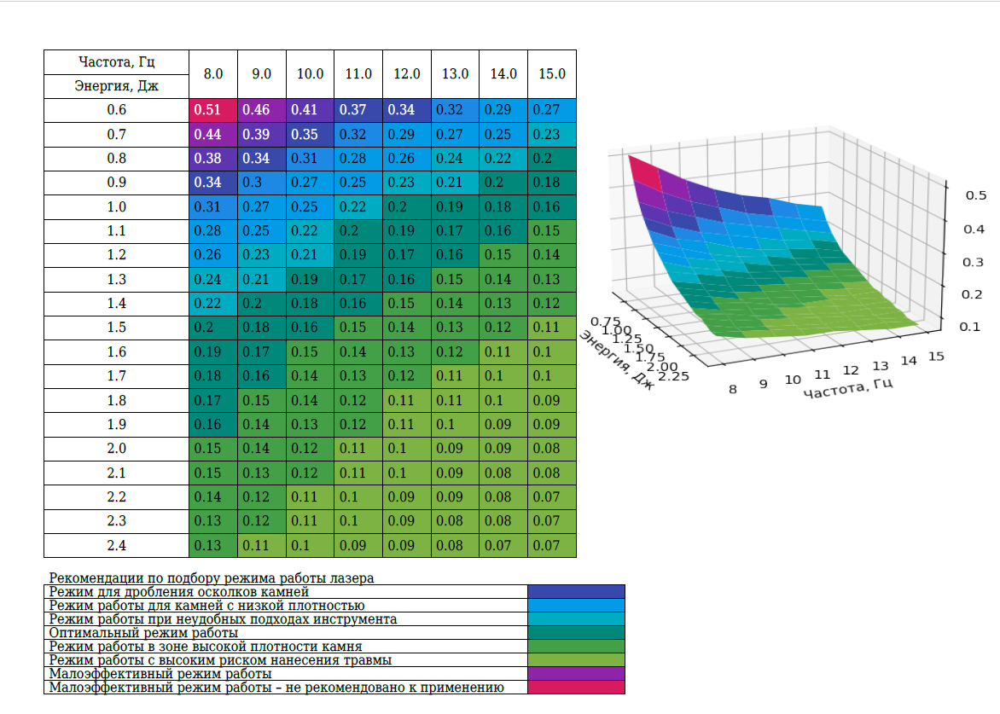 Частота, Гц
Энергия, Дж
8.0 9.0 10.0 11.0 12.0 13.0 14.0 15.0
0.6 0.51 0.46 0.41 0.37 0.34 0.32 0.29 0.27
0.7 0.44 0.39 0.35 0.32 0.29 0.27 0.25 0.23
0.8 0.38 0.34 0.31 0.28 0.26 0.24 0.22 0.2
0.9 0.34 0.3 0.27 0.25 0.23 0.21 0.2 0.18
1.0 0.31 0.27 0.25 0.22 0.2 0.19 0.18 0.16
1.1 0.28 0.25 0.22 0.2 0.19 0.17 0.16 0.15
1.2 0.26 0.23 0.21 0.19 0.17 0.16 0.15 0.14
1.3 0.24 0.21 0.19 0.17 0.16 0.15 0.14 0.13
1.4 0.22 0.2 0.18 0.16 0.15 0.14 0.13 0.12
1.5 0.2 0.18 0.16 0.15 0.14 0.13 0.12 0.11
1.6 0.19 0.17 0.15 0.14 0.13 0.12 0.11 0.1
1.7 0.18 0.16 0.14 0.13 0.12 0.11 0.1 0.1
1.8 0.17 0.15 0.14 0.12 0.11 0.11 0.1 0.09
1.9 0.16 0.14 0.13 0.12 0.11 0.1 0.09 0.09
2.0 0.15 0.14 0.12 0.11 0.1 0.09 0.09 0.08
2.1 0.15 0.13 0.12 0.11 0.1 0.09 0.08 0.08
2.2 0.14 0.12 0.11 0.1 0.09 0.09 0.08 0.07
2.3 0.13 0.12 0.11 0.1 0.09 0.08 0.08 0.07
2.4 0.13 0.11 0.1 0.09 0.09 0.08 0.07 0.07
0.5
0.4
0.3
0.2
0.1
0.75
1.00
1.25
1.50
1.75
2.00
2.25
Энергия, Дж
8 9 10 11 12 13 14 15
Частота, Гц
Рекомендации по подбору режима работы лазера
Режим для дробления осколков камней
Режим работы для камней с низкой плотностью
Режим работы при неудобных подходах инструмента
Оптимальный режим работы
Режим работы в зоне высокой плотности камня
Режим работы с высоким риском нанесения травмы
Малоэффективный режим работы
Малоэффективный режим работы – не рекомендовано к применению